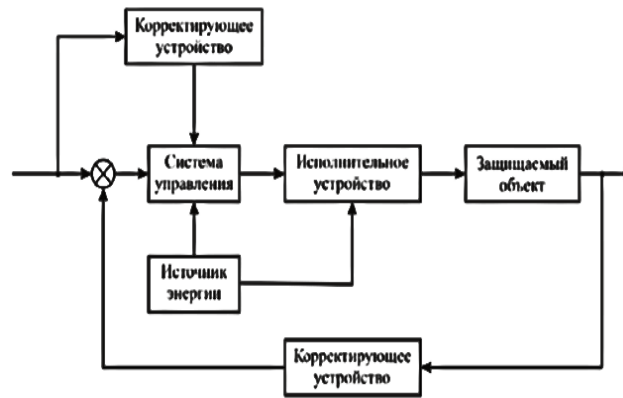 Корректирующее
устройство
Система
управления
Исполнительное
устройство
Защищаемый
объект
Источник
энергии
Корректирующее
устройство